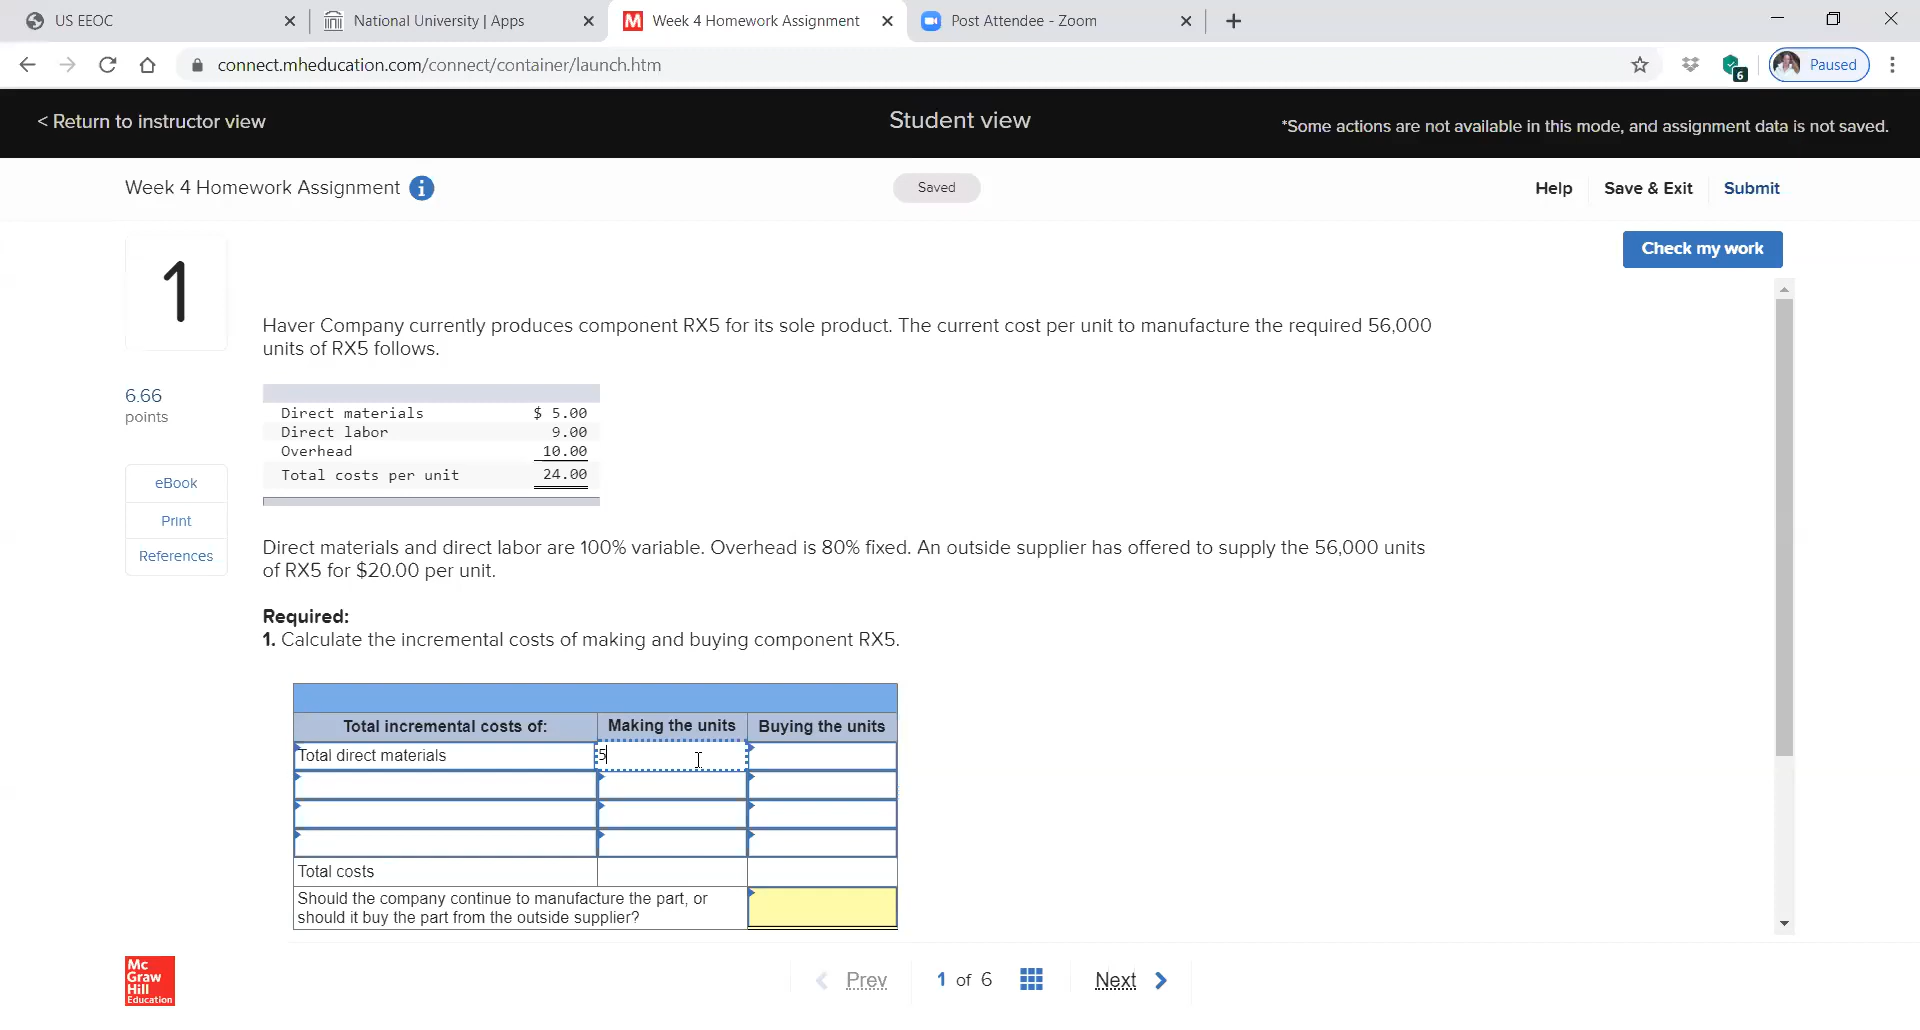 US EEOC
National University | Apps
M Week 4 Homework Assignment
Post Attendee - Zoom
connect.mheducation.com/connect/container/launch.htm
6
Paused
< Return to instructor view
Student view
*Some actions are not available in this mode, and assignment data is not saved.
Week 4 Homework Assignment i
Saved
Help
Save & Exit
Submit
Check my work
1
6.66
points
eBook
Print
References
Haver Company currently produces component RX5 for its sole product. The current cost per unit to manufacture the required 56,000
units of RX5 follows.
Direct materials $ 5.00
Direct labor 9.00
Overhead 10.00
Total costs per unit 24.00
Direct materials and direct labor are 100% variable. Overhead is 80% fixed. An outside supplier has offered to supply the 56,000 units
of RX5 for $20.00 per unit.
Required:
1. Calculate the incremental costs of making and buying component RX5.
Total incremental costs of: Making the units Buying the units
Total direct materials 5
Total costs
Should the company continue to manufacture the part, or
should it buy the part from the outside supplier?
Mc
Graw
Hill
Education
Prev
1 of 6
Next